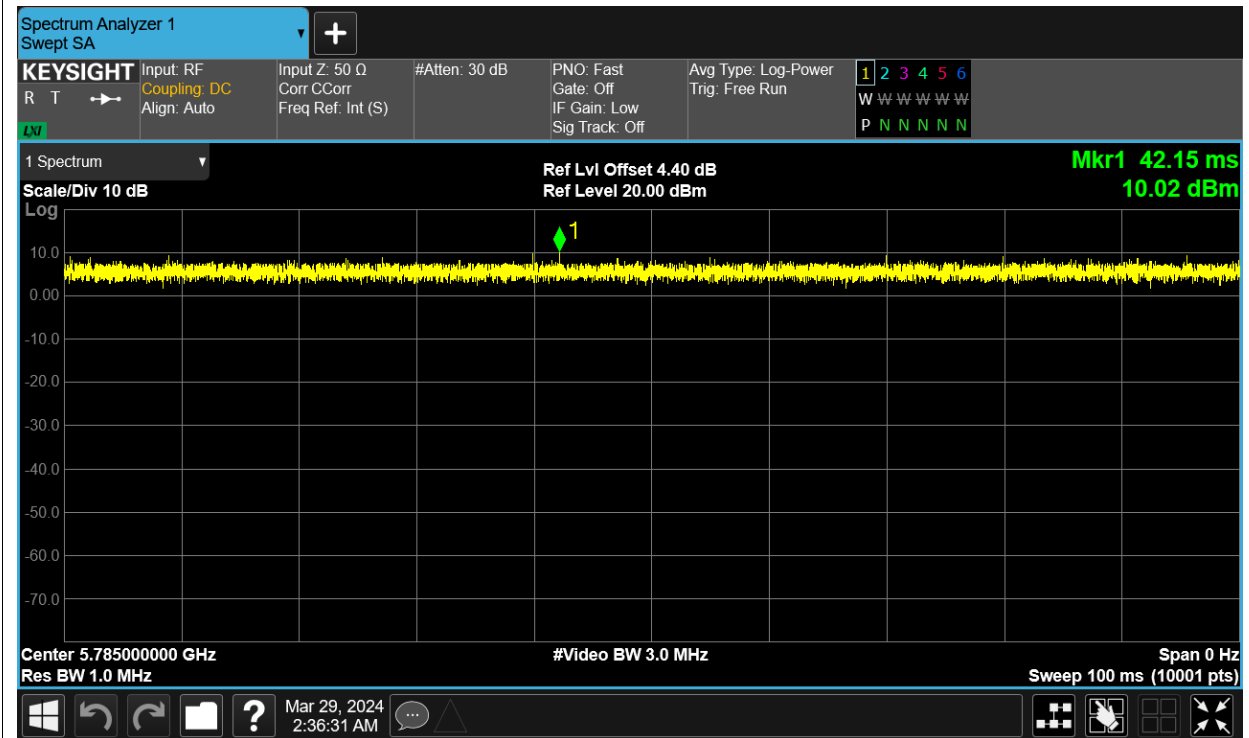 Spectrum Analyzer 1
Swept SA
KEYSIGHT
R T
LXI
Input: RF
Coupling: DC
Align: Auto
Input Z: 50 Ω
Corr CCorr
Freq Ref: Int (S)
#Atten: 30 dB
PNO: Fast
Gate: Off
IF Gain: Low
Sig Track: Off
Avg Type: Log-Power
Trig: Free Run
1 2 3 4 5 6
W W W W W W
P N N N N N
1 Spectrum
Scale/Div 10 dB
Ref Lvl Offset 4.40 dB
Ref Level 20.00 dBm
Mkr1 42.15 ms
10.02 dBm
Log
1
10.0
0.00
-10.0
-20.0
-30.0
-40.0
-50.0
-60.0
-70.0
Center 5.785000000 GHz
Res BW 1.0 MHz
#Video BW 3.0 MHz
Span 0 Hz
Sweep 100 ms (10001 pts)
?
Mar 29, 2024
2:36:31 AM